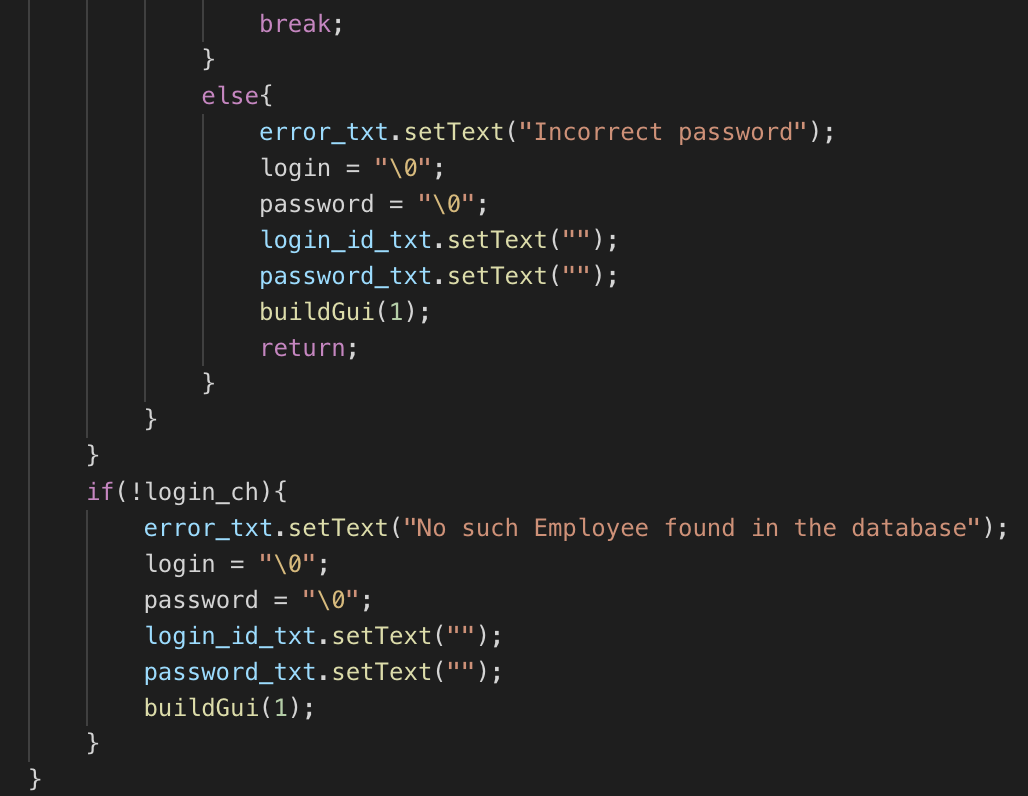 break;
}
else{
error_txt.setText("Incorrect password");
login = "\0";
password = "\0";
login_id_txt.setText("");
password_txt.setText("");
buildGui(1);
return;
}
}
}
if(!login_ch){
error_txt.setText("No such Employee found in the database");
login = "\0";
password = "\0";
login_id_txt.setText("");
password_txt.setText("");
buildGui(1);
}
}